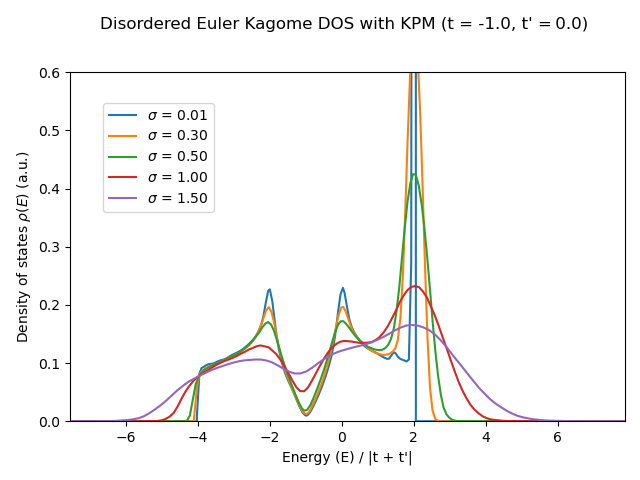 Disordered Euler Kagome DOS with KPM (t = -1.0, t' = 0.0)
0.6
0.5
0.4
0.3
0.2
0.1
0.0
Density of states ρ(E) (a.u.)
σ = 0.01
σ = 0.30
σ = 0.50
σ = 1.00
σ = 1.50
−6 −4 −2 0 2 4 6
Energy (E) / |t + t'|